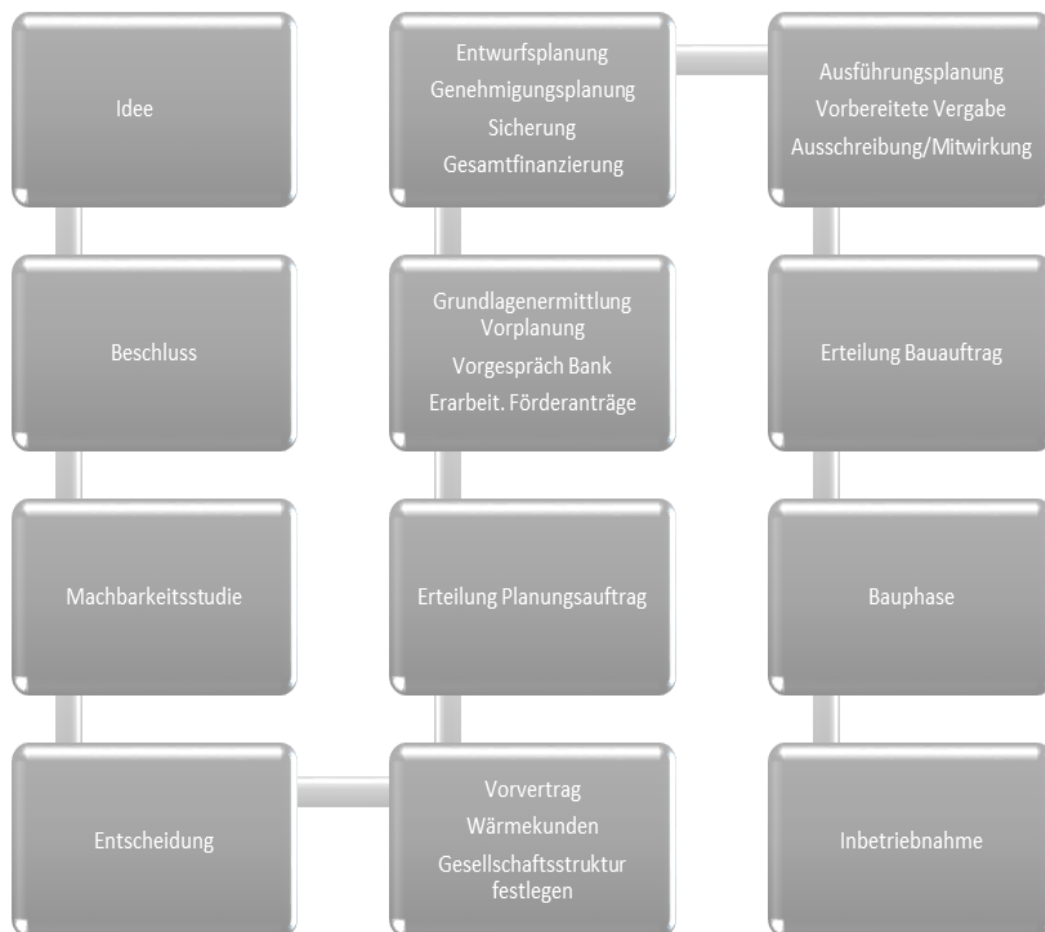 Idee
Beschluss
Machbarkeitsstudie
Entscheidung
Vorvertrag
Wärmekunden
Gesellschaftsstruktur
festlegen
Erteilung Planungsauftrag
Grundlagenermittlung
Vorplanung
Vorgespräch Bank
Erarbeit. Förderanträge
Entwurfsplanung
Genehmigungsplanung
Sicherung
Gesamtfinanzierung
Ausführungsplanung
Vorbereitete Vergabe
Ausschreibung/Mitwirkung
Erteilung Bauauftrag
Bauphase
Inbetriebnahme